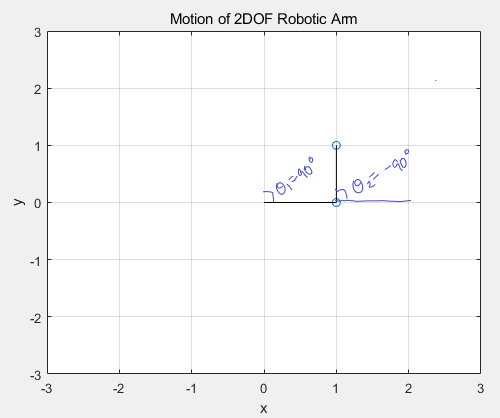 Motion of 2DOF Robotic Arm
3
2
1
0
-1
-2
-3
y
θ₁=90°
θ₂= -90°
-3 -2 -1 0 1 2 3
x